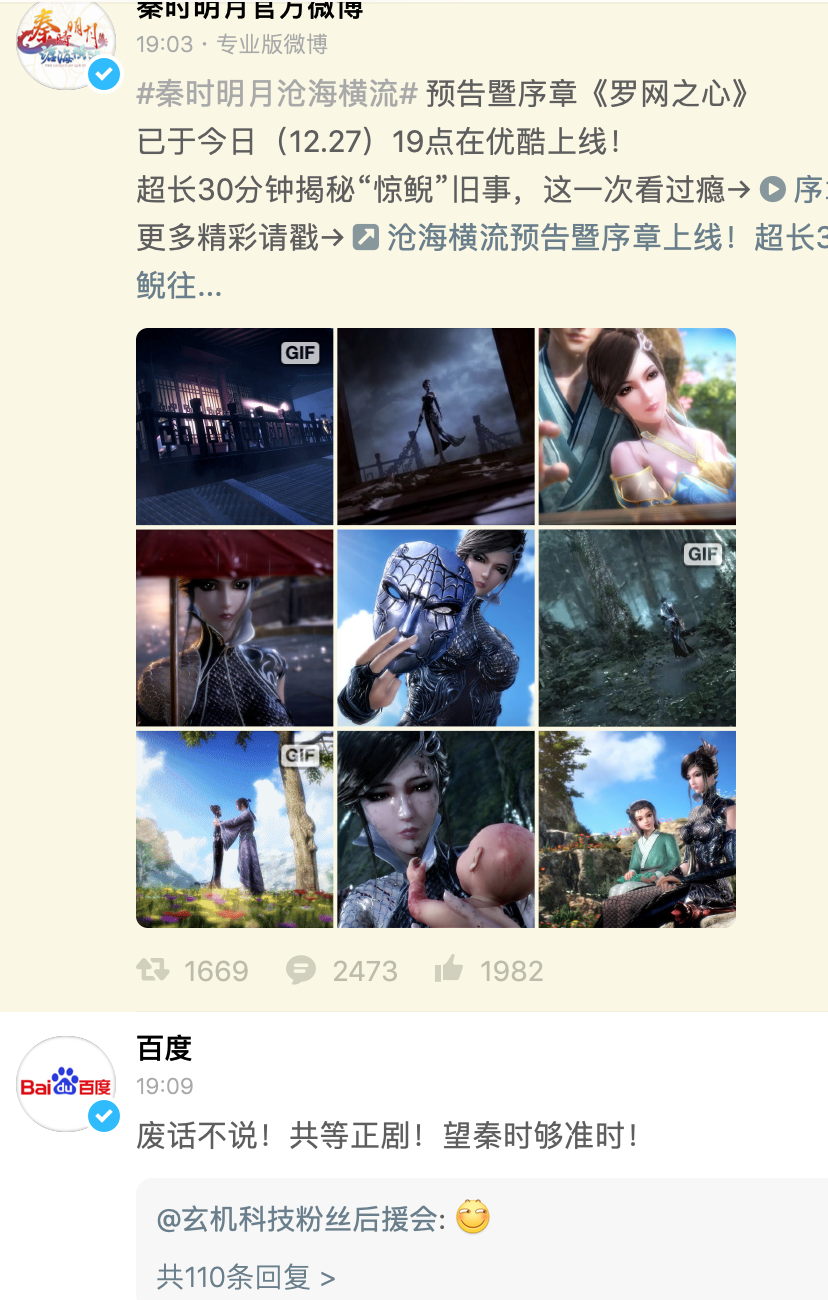 秦时明月官方微博
19:03 · 专业版微博
#秦时明月沧海横流# 预告暨序章《罗网之心》
已于今日（12.27）19点在优酷上线！
超长30分钟揭秘“惊鲵”旧事，这一次看过瘾→ 序
更多精彩请戳→ 沧海横流预告暨序章上线！超长3
鲵往...
GIF
GIF
GIF
1669 2473 1982
百度
Bai du 百度
19:09
废话不说！共等正剧！望秦时够准时！
@玄机科技粉丝后援会:
共110条回复 >